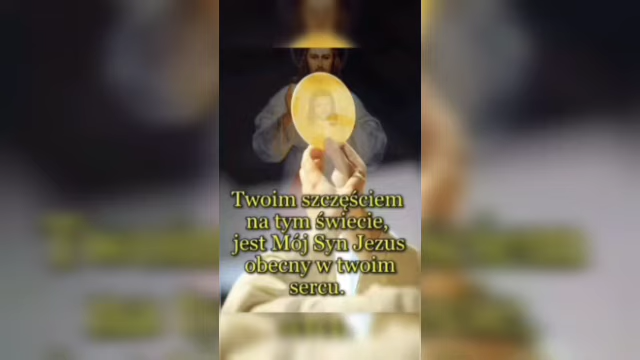 Twoim szczęściem
na tym świecie,
jest Mój Syn Jezus
obecny w twoim
sercu.